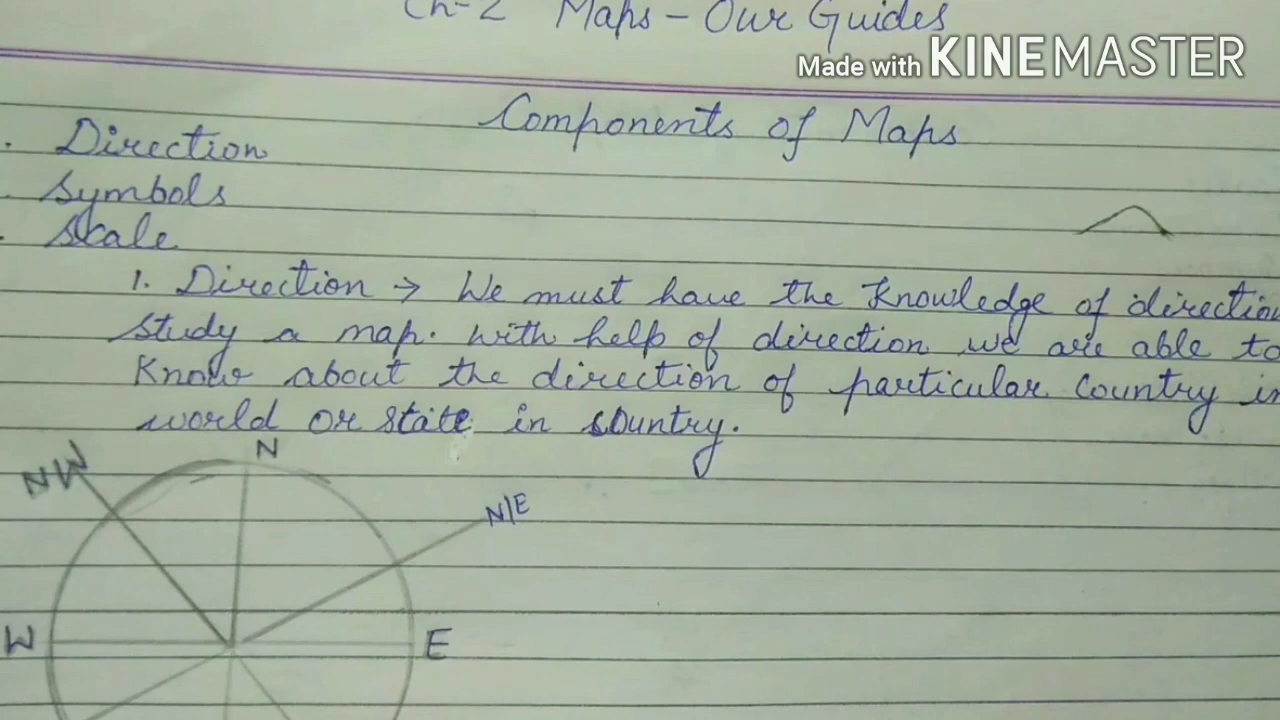 Ch-2 Maps - Our Guides
Made with KINEMASTER
Components of Maps
. Direction
. Symbols
. Scale
1. Direction → We must have the knowledge of direction
study a map. With help of direction we are able to
know about the direction of particular country in
world or state in country.
N
NW
N/E
W
E